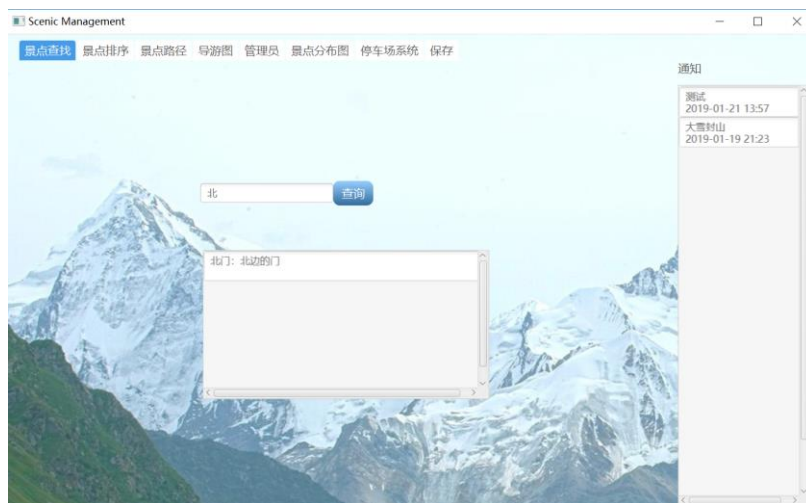 Scenic Management
景点查找 景点排序 景点路径 导游图 管理员 景点分布图 停车场系统 保存
通知
测试
2019-01-21 13:57
大雪封山
2019-01-19 21:23
北 查询
北门：北边的门